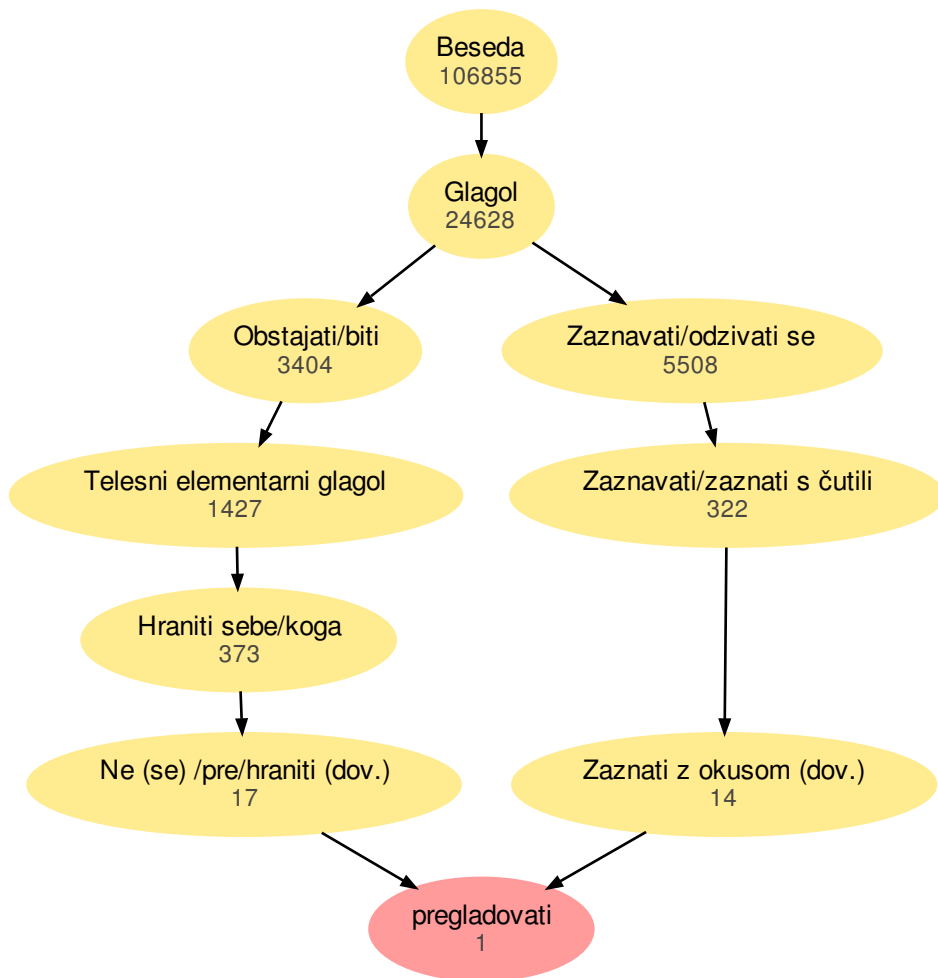 Beseda
106855
Glagol
24628
Obstajati/biti
3404
Zaznavati/odzivati se
5508
Telesni elementarni glagol
1427
Zaznavati/zaznati s čutili
322
Hraniti sebe/koga
373
Ne (se) /pre/hraniti (dov.)
17
Zaznati z okusom (dov.)
14
pregladovati
1